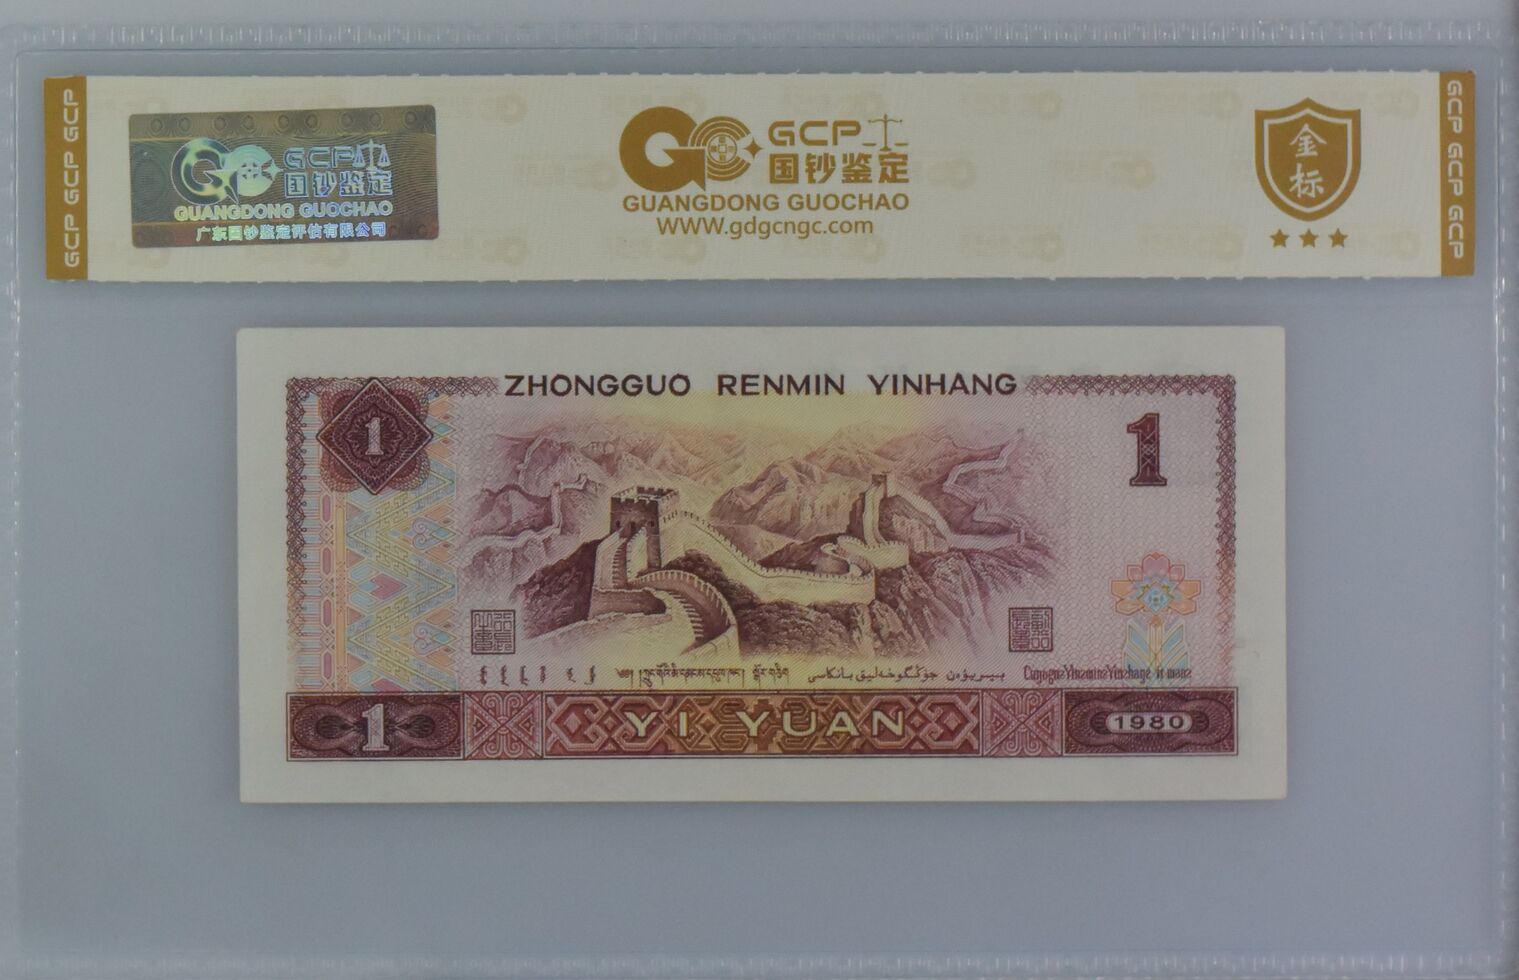 GCP GCP GCP
GCP
国钞鉴定
GUANGDONG GUOCHAO
广东国钞鉴定评估有限公司
GCP
国钞鉴定
GUANGDONG GUOCHAO
WWW.gdgcngc.com
金标
GCP GCP GCP
ZHONGGUO RENMIN YINHANG
1
1
1
YI YUAN
1980